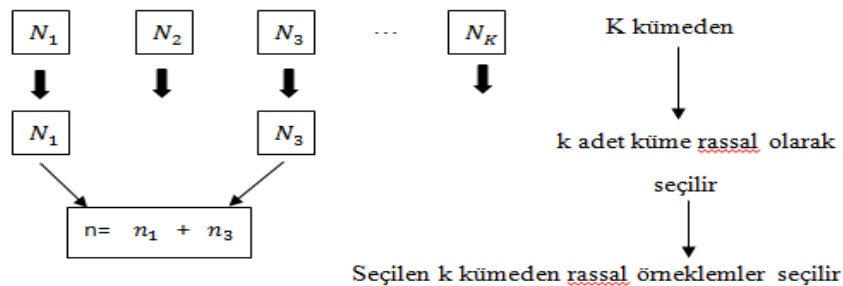 N1 N2 N3 ... NK K kümeden
N1 N3 k adet küme rassal olarak
seçilir
n= n1 + n3
Seçilen k kümeden rassal örneklemler seçilir